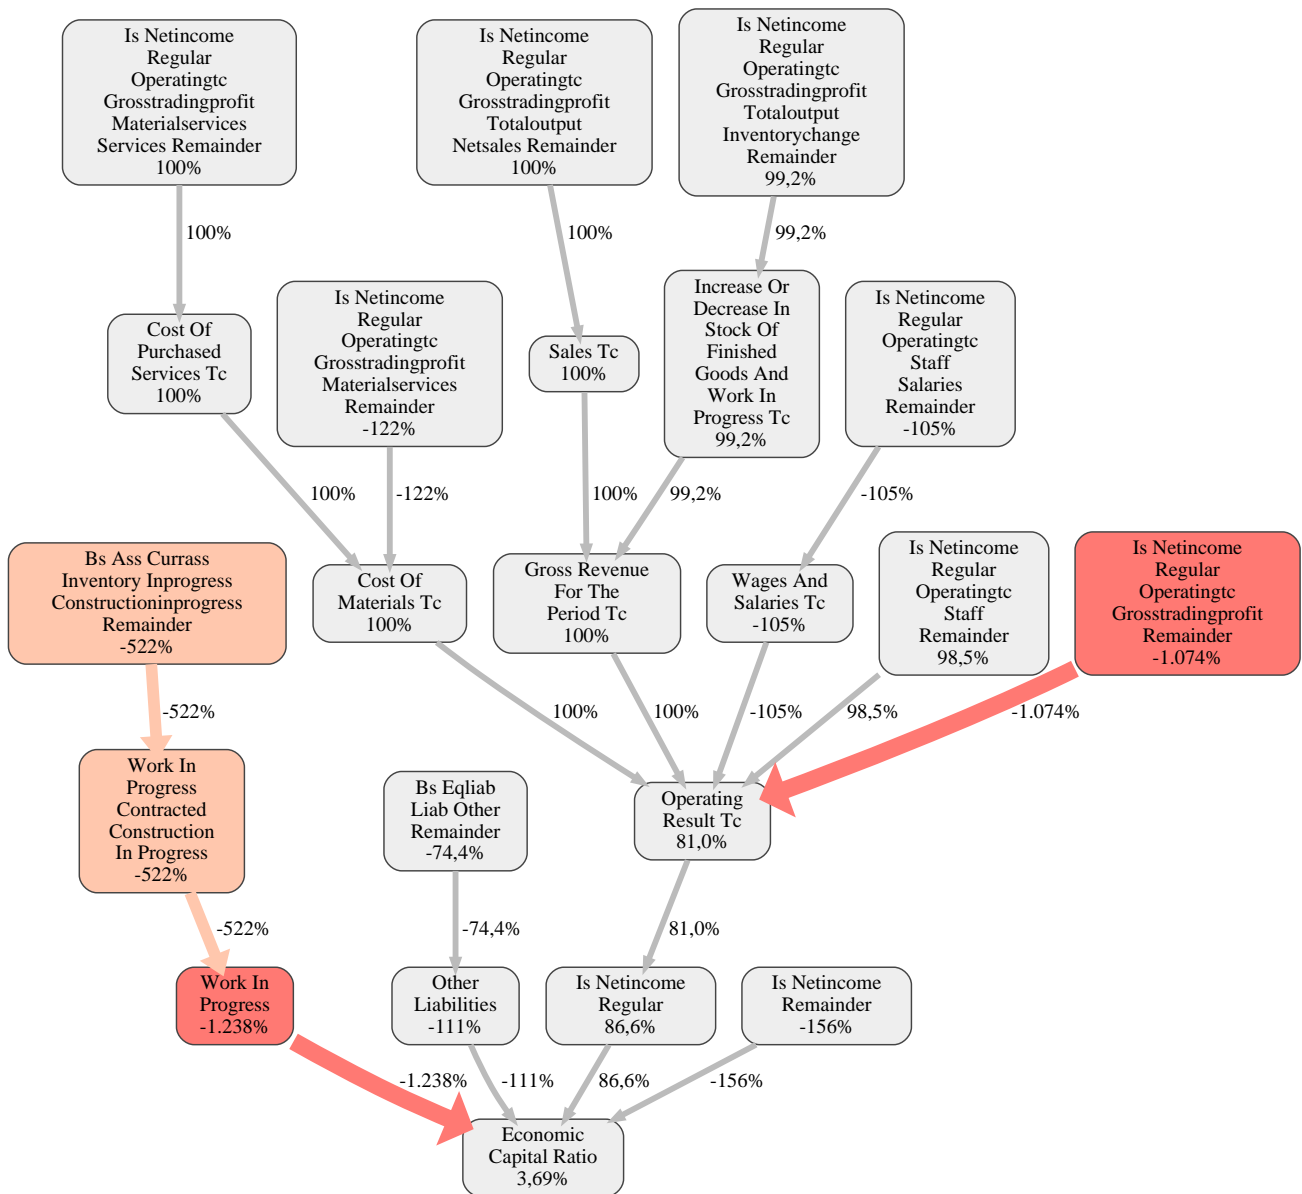 Is Netincome
Regular
Operatingtc
Grosstradingprofit
Materialservices
Services Remainder
100%
Is Netincome
Regular
Operatingtc
Grosstradingprofit
Totaloutput
Netsales Remainder
100%
Is Netincome
Regular
Operatingtc
Grosstradingprofit
Totaloutput
Inventorychange
Remainder
99,2%
100%
100%
99,2%
Cost Of
Purchased
Services Tc
100%
Is Netincome
Regular
Operatingtc
Grosstradingprofit
Materialservices
Remainder
-122%
Sales Tc
100%
Increase Or
Decrease In
Stock Of
Finished
Goods And
Work In
Progress Tc
99,2%
Is Netincome
Regular
Operatingtc
Staff
Salaries
Remainder
-105%
100%
-122%
100%
99,2%
-105%
Bs Ass Currass
Inventory Inprogress
Constructioninprogress
Remainder
-522%
Cost Of
Materials Tc
100%
Gross Revenue
For The
Period Tc
100%
Wages And
Salaries Tc
-105%
Is Netincome
Regular
Operatingtc
Staff
Remainder
98,5%
Is Netincome
Regular
Operatingtc
Grosstradingprofit
Remainder
-1.074%
-522%
100%
100%
-105%
98,5%
-1.074%
Work In
Progress
Contracted
Construction
In Progress
-522%
Bs Eqliab
Liab Other
Remainder
-74,4%
Operating
Result Tc
81,0%
-522%
-74,4%
81,0%
Work In
Progress
-1.238%
Other
Liabilities
-111%
Is Netincome
Regular
86,6%
Is Netincome
Remainder
-156%
-1.238%
-111%
86,6%
-156%
Economic
Capital Ratio
3,69%